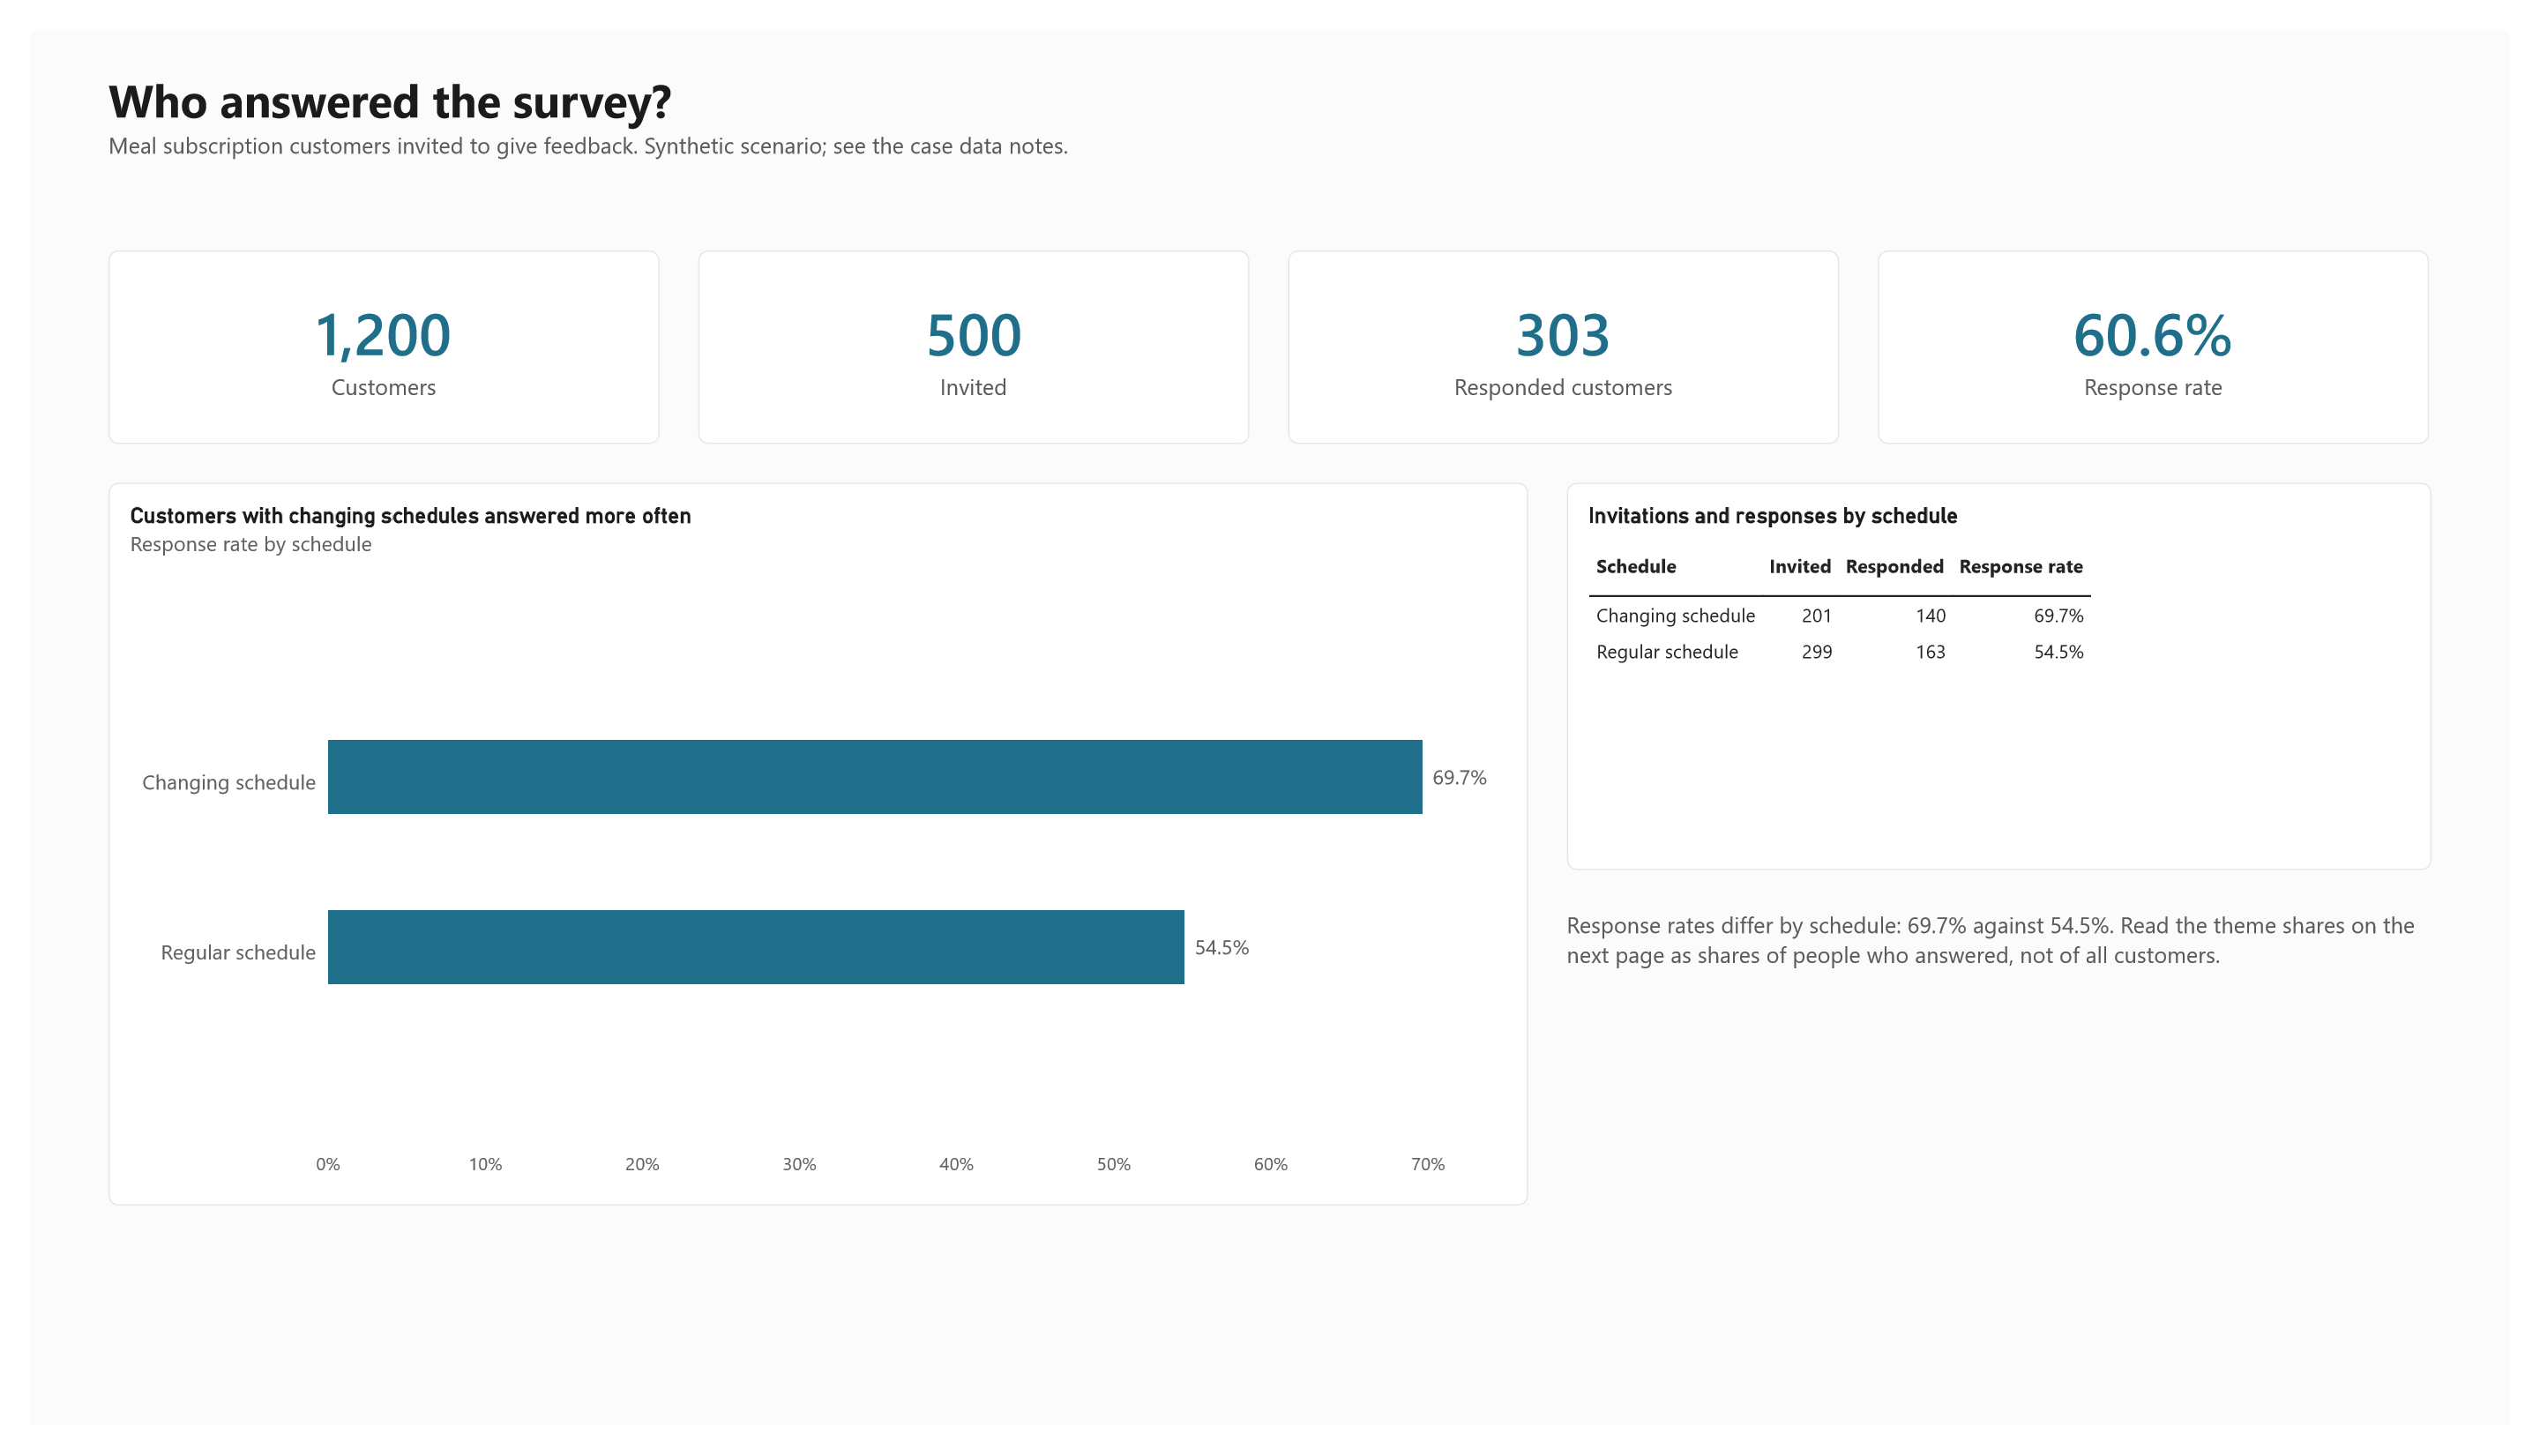 Who answered the survey?
Meal subscription customers invited to give feedback. Synthetic scenario; see the case data notes.
1,200
Customers
500
Invited
303
Responded customers
60.6%
Response rate
Customers with changing schedules answered more often
Response rate by schedule
Changing schedule 69.7%
Regular schedule 54.5%
0% 10% 20% 30% 40% 50% 60% 70%
Invitations and responses by schedule
Schedule Invited Responded Response rate
Changing schedule 201 140 69.7%
Regular schedule 299 163 54.5%
Response rates differ by schedule: 69.7% against 54.5%. Read the theme shares on the
next page as shares of people who answered, not of all customers.